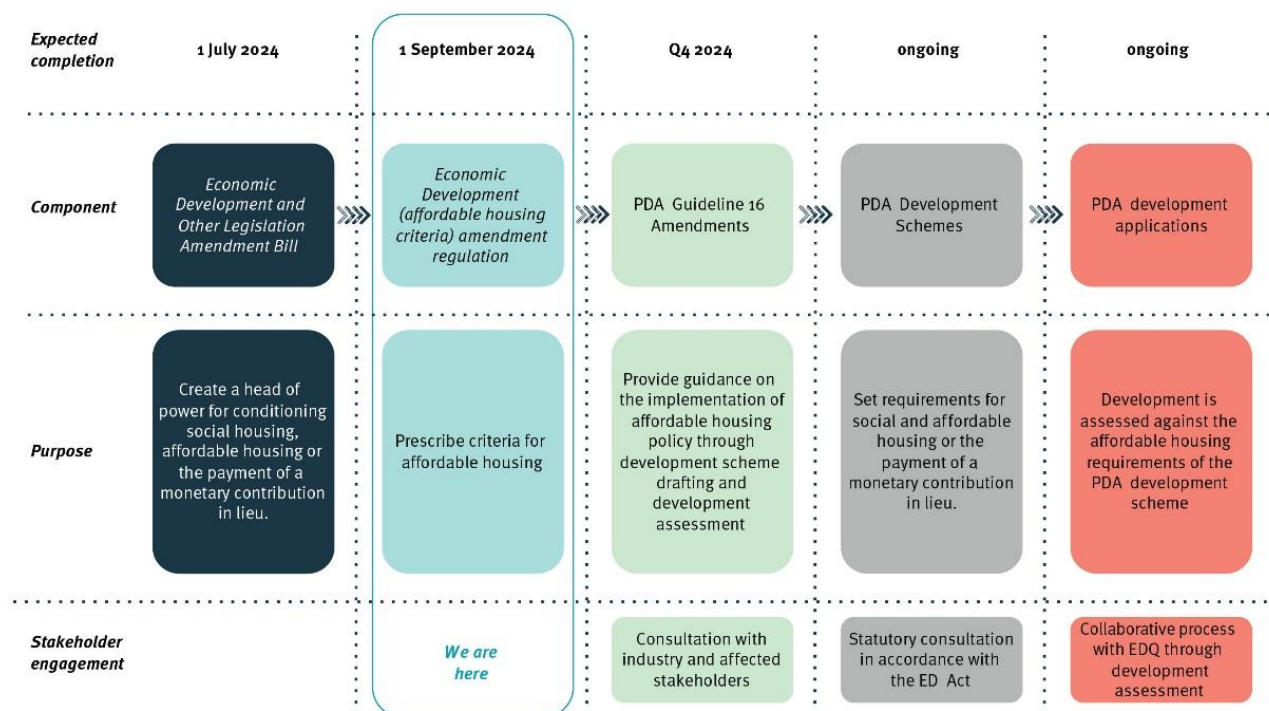 Expected
completion
1 July 2024
1 September 2024
Q4 2024
ongoing
ongoing
Component
Economic
Development and
Other Legislation
Amendment Bill
Economic
Development
(affordable housing
criteria) amendment
regulation
PDA Guideline 16
Amendments
PDA Development
Schemes
PDA development
applications
Purpose
Create a head of
power for conditioning
social housing,
affordable housing or
the payment of a
monetary contribution
in lieu.
Prescribe criteria for
affordable housing
Provide guidance on
the implementation of
affordable housing
policy through
development scheme
drafting and
development
assessment
Set requirements for
social and affordable
housing or the
payment of a
monetary contribution
in lieu.
Development is
assessed against the
affordable housing
requirements of the
PDA development
scheme
Stakeholder
engagement
We are
here
Consultation with
industry and affected
stakeholders
Statutory consultation
in accordance with
the ED Act
Collaborative process
with EDQ through
development
assessment